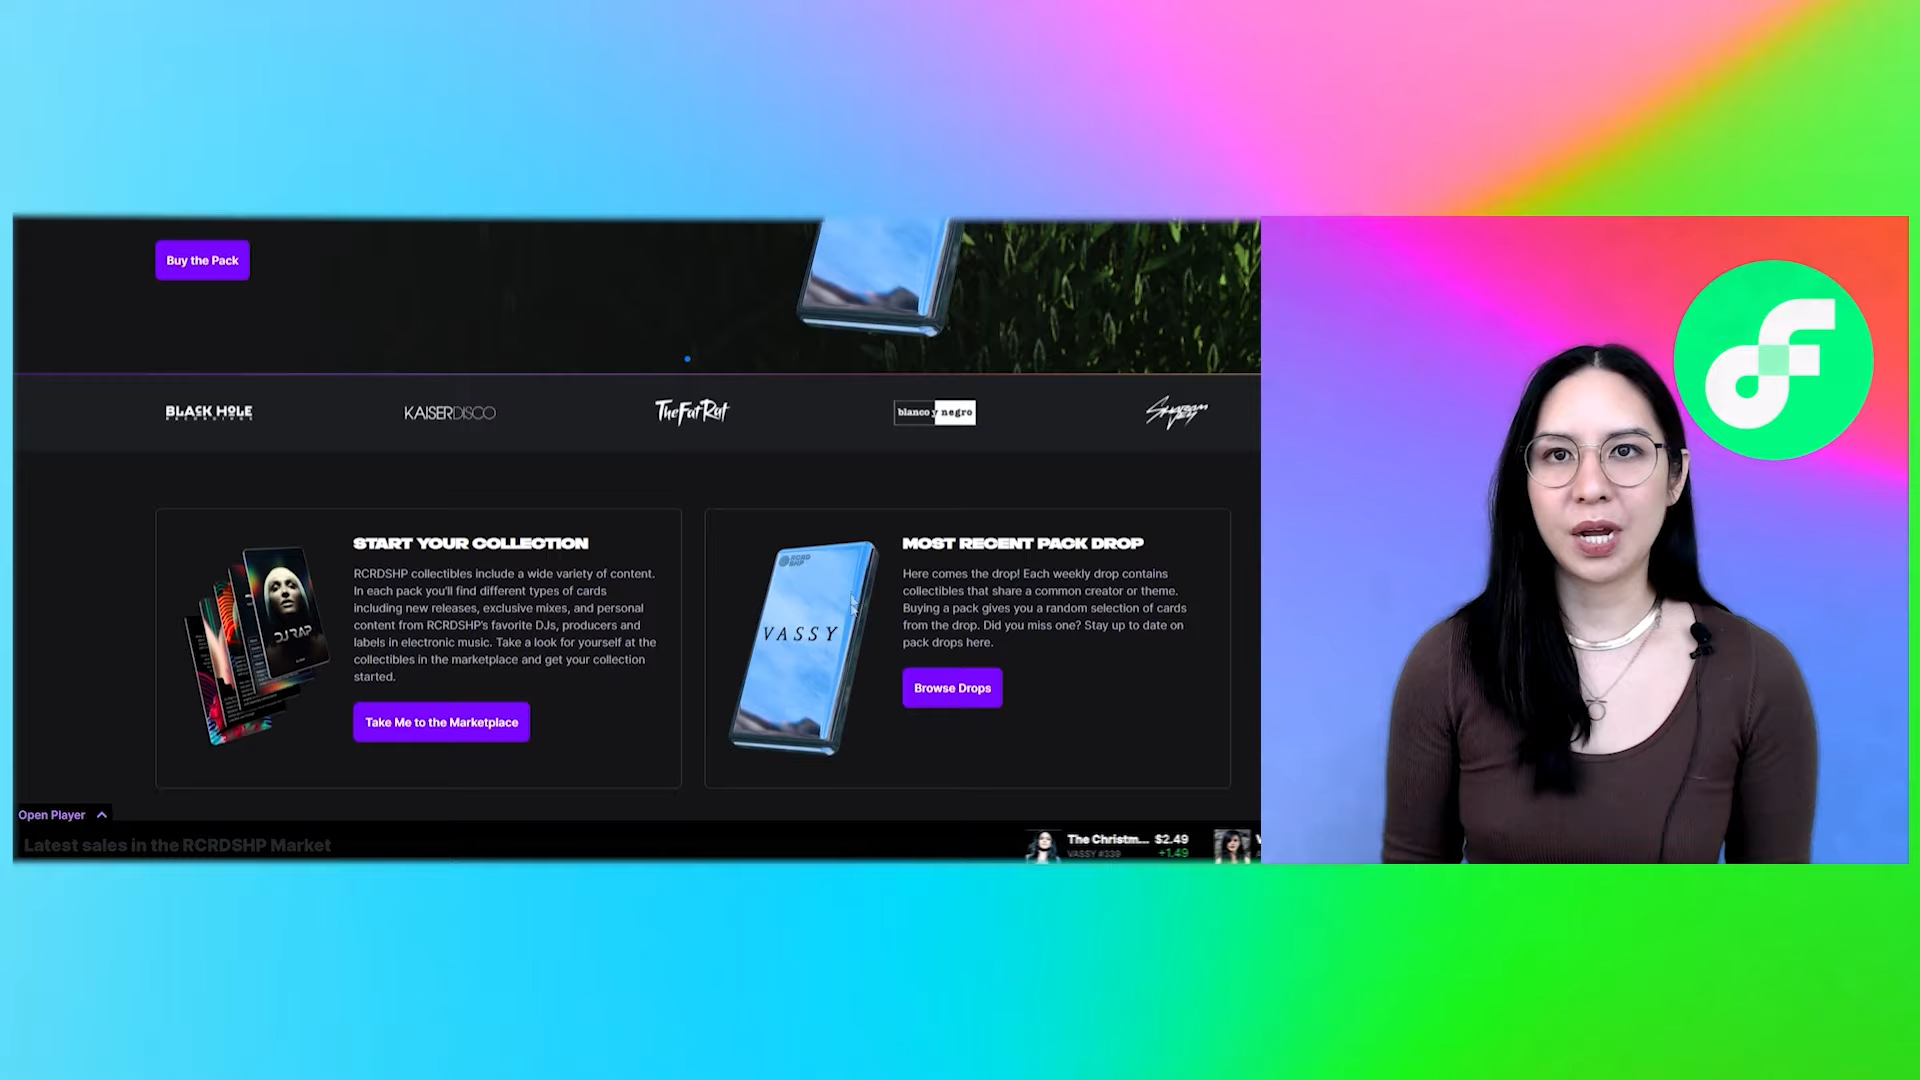 Buy the Pack
BLACK HOLE
RECORDINGS
KAISERDISCO
TheFatRat
blanco y negro
START YOUR COLLECTION
RCRDSHP collectibles include a wide variety of content.
In each pack you'll find different types of cards
including new releases, exclusive mixes, and personal
content from RCRDSHP's favorite DJs, producers and
labels in electronic music. Take a look for yourself at the
collectibles in the marketplace and get your collection
started.
Take Me to the Marketplace
DJ RAP
MOST RECENT PACK DROP
Here comes the drop! Each weekly drop contains
collectibles that share a common creator or theme.
Buying a pack gives you a random selection of cards
from the drop. Did you miss one? Stay up to date on
pack drops here.
Browse Drops
RCRD
SHP
VASSY
Open Player
Latest sales in the RCRDSHP Market
The Christm... $2.49
VASSY #339 +1.49